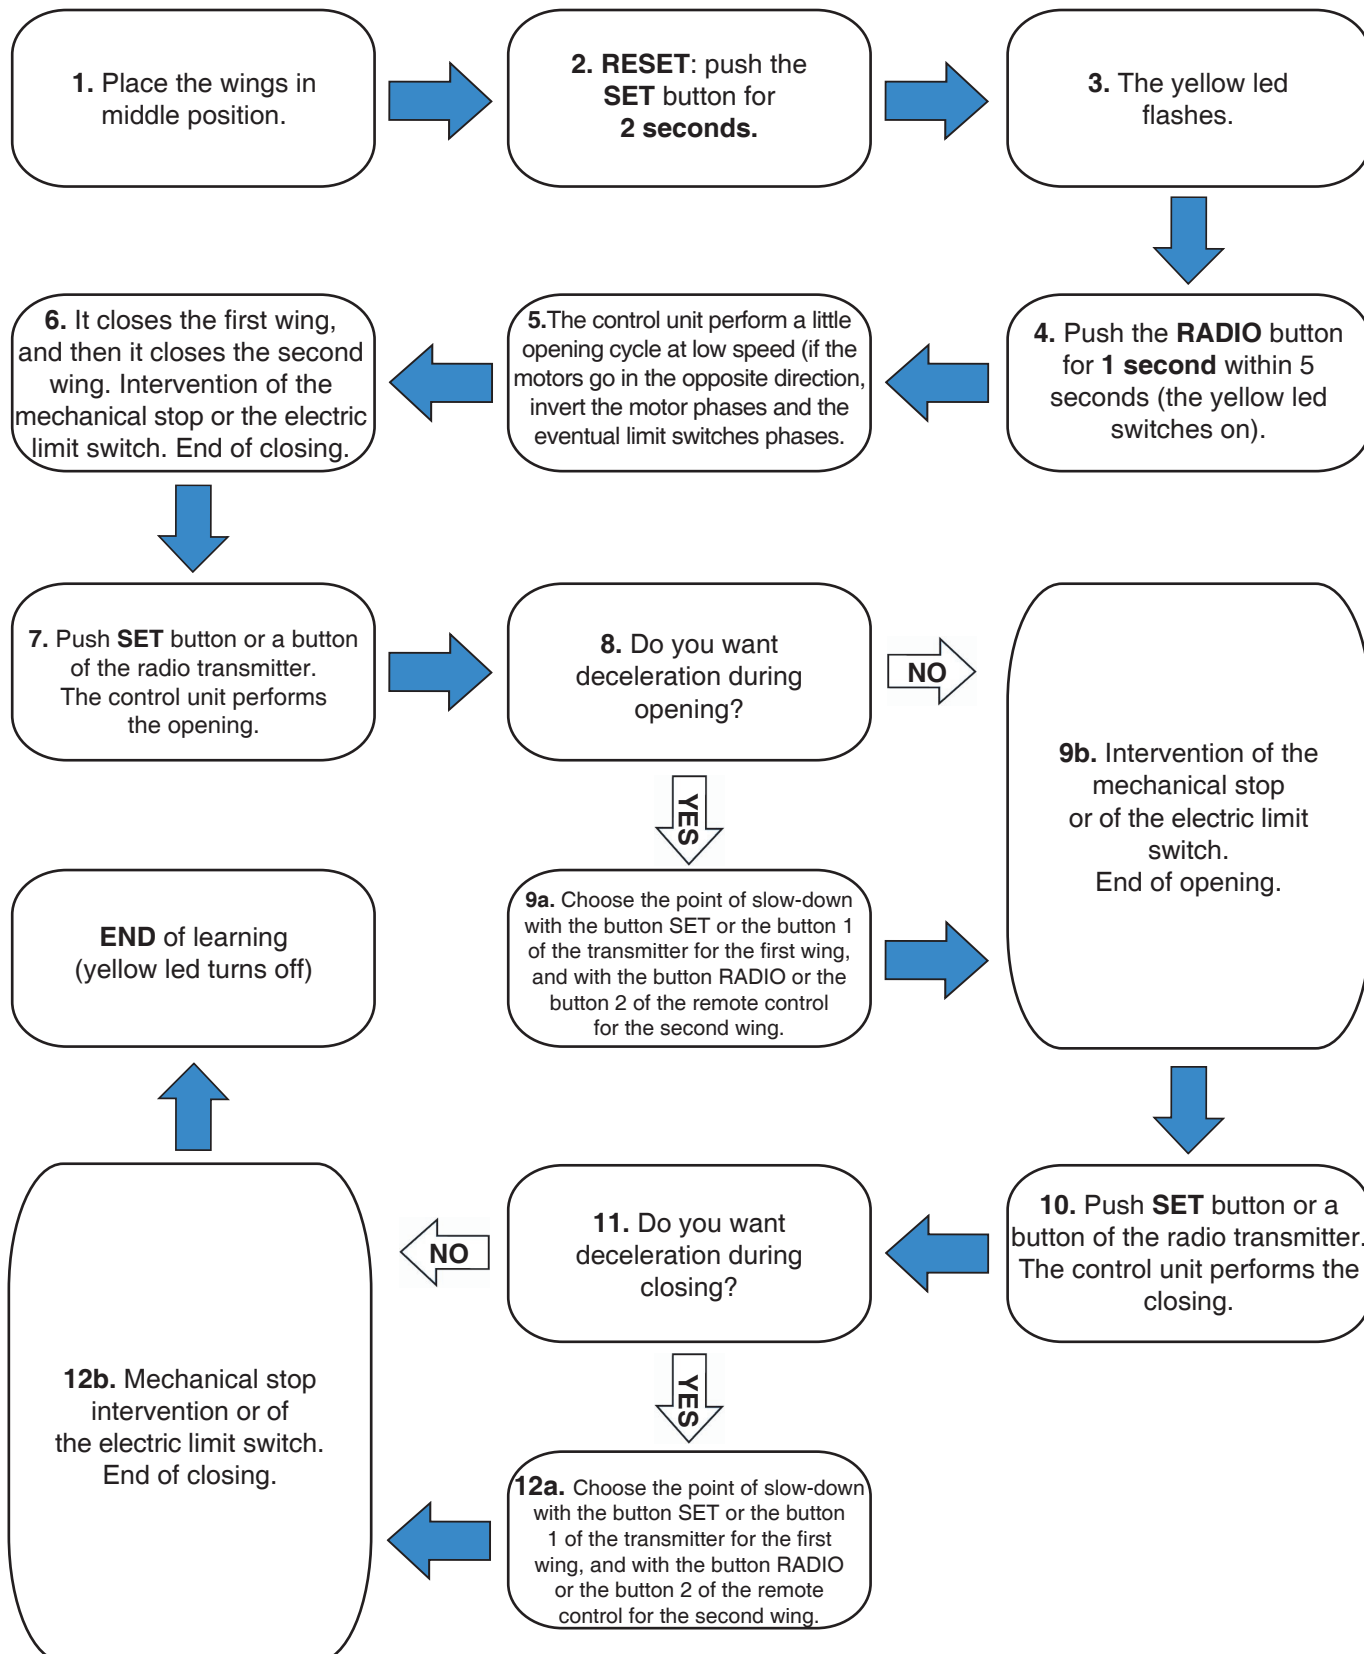 1. Place the wings in
middle position.
2. RESET: push the
SET button for
2 seconds.
3. The yellow led
flashes.
4. Push the RADIO button
for 1 second within 5
seconds (the yellow led
switches on).
5.The control unit perform a little
opening cycle at low speed (if the
motors go in the opposite direction,
invert the motor phases and the
eventual limit switches phases.
6. It closes the first wing,
and then it closes the second
wing. Intervention of the
mechanical stop or the electric
limit switch. End of closing.
7. Push SET button or a button
of the radio transmitter.
The control unit performs
the opening.
8. Do you want
deceleration during
opening?
NO
YES
9a. Choose the point of slow-down
with the button SET or the button 1
of the transmitter for the first wing,
and with the button RADIO or the
button 2 of the remote control
for the second wing.
9b. Intervention of the
mechanical stop
or of the electric limit
switch.
End of opening.
10. Push SET button or a
button of the radio transmitter.
The control unit performs the
closing.
11. Do you want
deceleration during
closing?
NO
YES
12a. Choose the point of slow-down
with the button SET or the button
1 of the transmitter for the first
wing, and with the button RADIO
or the button 2 of the remote
control for the second wing.
12b. Mechanical stop
intervention or of
the electric limit switch.
End of closing.
END of learning
(yellow led turns off)